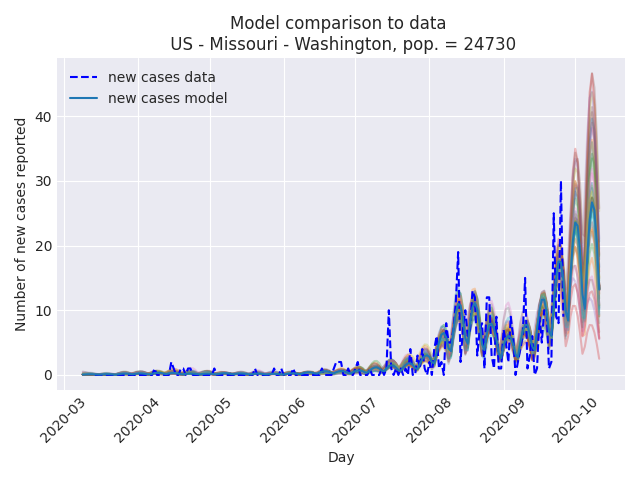 Model comparison to data
US - Missouri - Washington, pop. = 24730
new cases data
new cases model
Number of new cases reported
40
30
20
10
0
2020-03
2020-04
2020-05
2020-06
2020-07
2020-08
2020-09
2020-10
Day